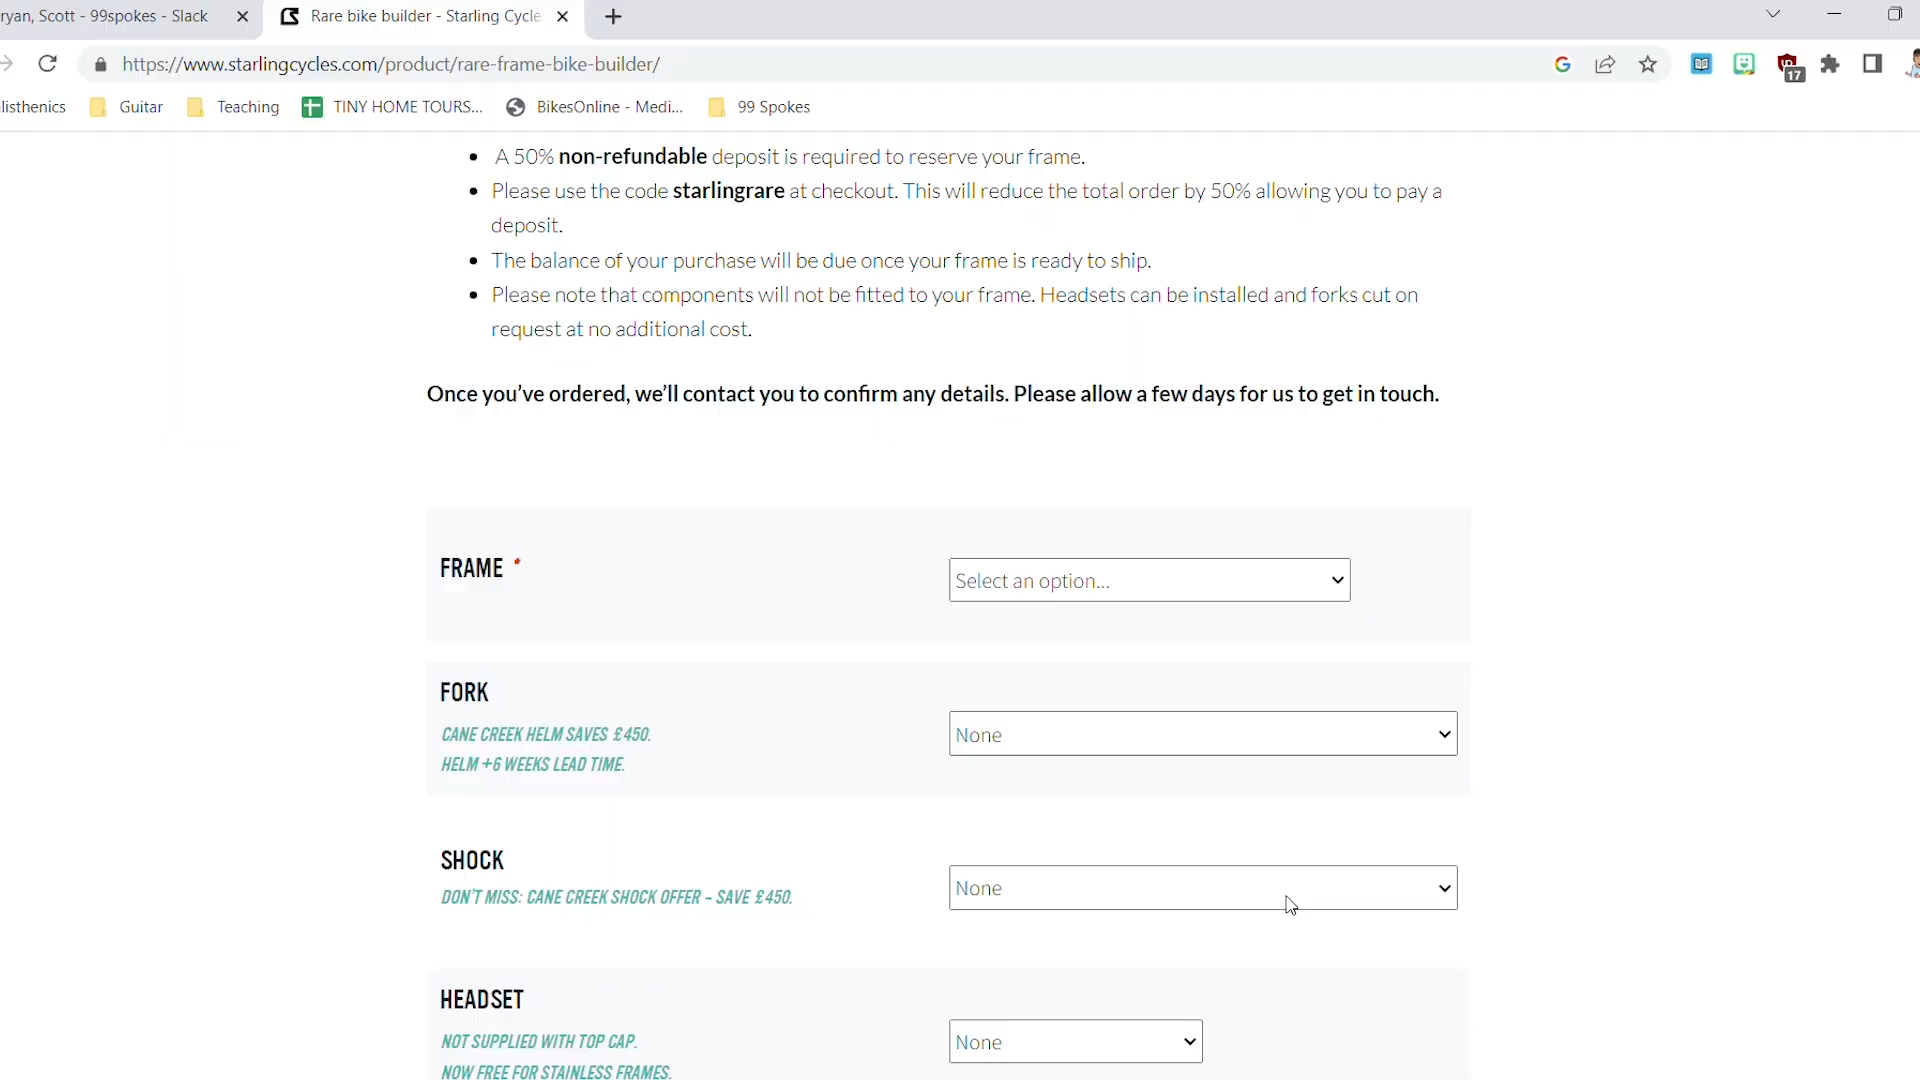 ryan, Scott - 99spokes - Slack
Rare bike builder - Starling Cycle
https://www.starlingcycles.com/product/rare-frame-bike-builder/
17
listhenics
Guitar
Teaching
TINY HOME TOURS...
BikesOnline - Medi...
99 Spokes
A 50% non-refundable deposit is required to reserve your frame.
Please use the code starlingrare at checkout. This will reduce the total order by 50% allowing you to pay a
deposit.
The balance of your purchase will be due once your frame is ready to ship.
Please note that components will not be fitted to your frame. Headsets can be installed and forks cut on
request at no additional cost.
Once you've ordered, we'll contact you to confirm any details. Please allow a few days for us to get in touch.
FRAME *
Select an option...
FORK
CANE CREEK HELM SAVES £450.
HELM +6 WEEKS LEAD TIME.
None
SHOCK
DON'T MISS: CANE CREEK SHOCK OFFER - SAVE £450.
None
HEADSET
NOT SUPPLIED WITH TOP CAP.
NOW FREE FOR STAINLESS FRAMES.
None